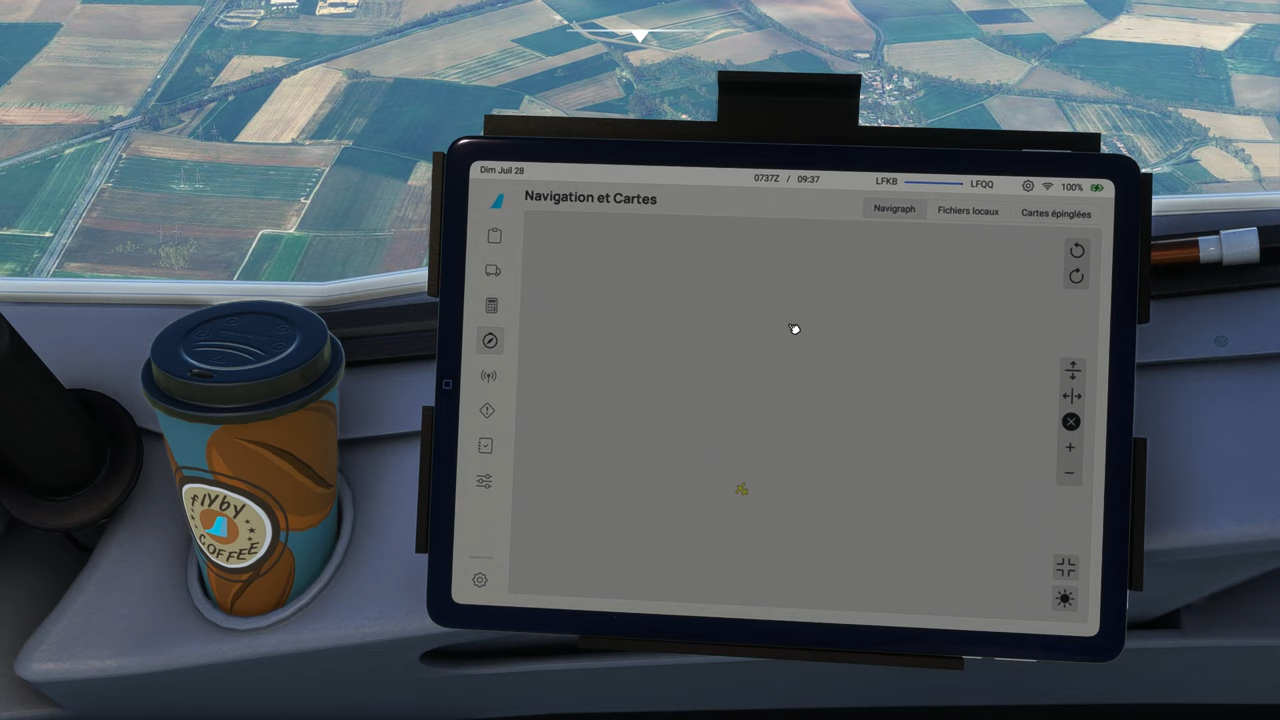 Dim Juil 28
0737Z / 09:37
LFKB
LFQQ
100%
Navigation et Cartes
Navigraph
Fichiers locaux
Cartes épinglées
flyby
COFFEE